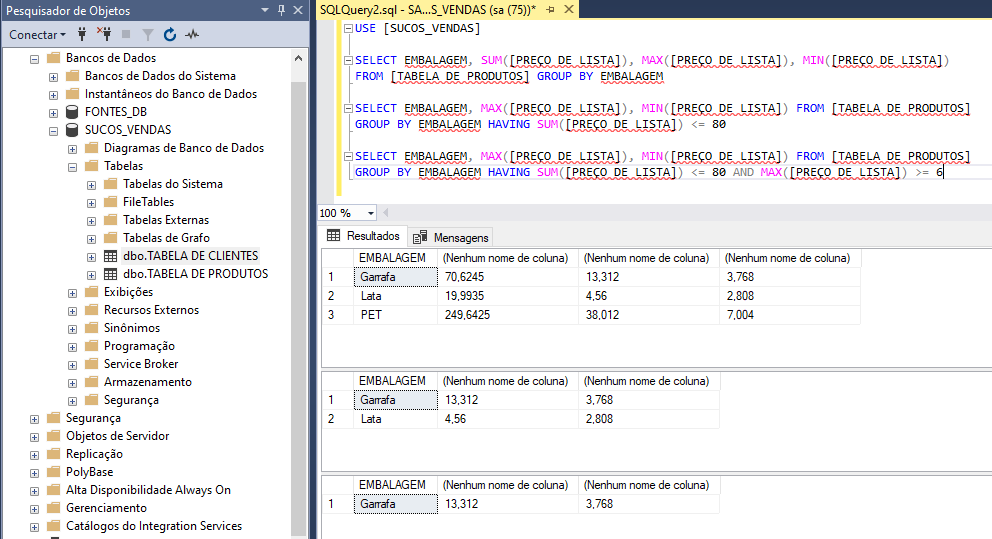 Pesquisador de Objetos
Conectar
Bancos de Dados
Bancos de Dados do Sistema
Instantâneos do Banco de Dados
FONTES_DB
SUCOS_VENDAS
Diagramas de Banco de Dados
Tabelas
Tabelas do Sistema
FileTables
Tabelas Externas
Tabelas de Grafo
dbo.TABELA DE CLIENTES
dbo.TABELA DE PRODUTOS
Exibições
Recursos Externos
Sinônimos
Programação
Service Broker
Armazenamento
Segurança
Segurança
Objetos de Servidor
Replicação
PolyBase
Alta Disponibilidade Always On
Gerenciamento
Catálogos do Integration Services
SQLQuery2.sql - SA...S_VENDAS (sa (75))*
USE [SUCOS_VENDAS]
SELECT EMBALAGEM, SUM([PREÇO DE LISTA]), MAX([PREÇO DE LISTA]), MIN([PREÇO DE LISTA])
FROM [TABELA DE PRODUTOS] GROUP BY EMBALAGEM
SELECT EMBALAGEM, MAX([PREÇO DE LISTA]), MIN([PREÇO DE LISTA]) FROM [TABELA DE PRODUTOS]
GROUP BY EMBALAGEM HAVING SUM([PREÇO DE LISTA]) <= 80
SELECT EMBALAGEM, MAX([PREÇO DE LISTA]), MIN([PREÇO DE LISTA]) FROM [TABELA DE PRODUTOS]
GROUP BY EMBALAGEM HAVING SUM([PREÇO DE LISTA]) <= 80 AND MAX([PREÇO DE LISTA]) >= 6
100 %
Resultados Mensagens
EMBALAGEM (Nenhum nome de coluna) (Nenhum nome de coluna) (Nenhum nome de coluna)
1 Garrafa 70,6245 13,312 3,768
2 Lata 19,9935 4,56 2,808
3 PET 249,6425 38,012 7,004
EMBALAGEM (Nenhum nome de coluna) (Nenhum nome de coluna)
1 Garrafa 13,312 3,768
2 Lata 4,56 2,808
EMBALAGEM (Nenhum nome de coluna) (Nenhum nome de coluna)
1 Garrafa 13,312 3,768